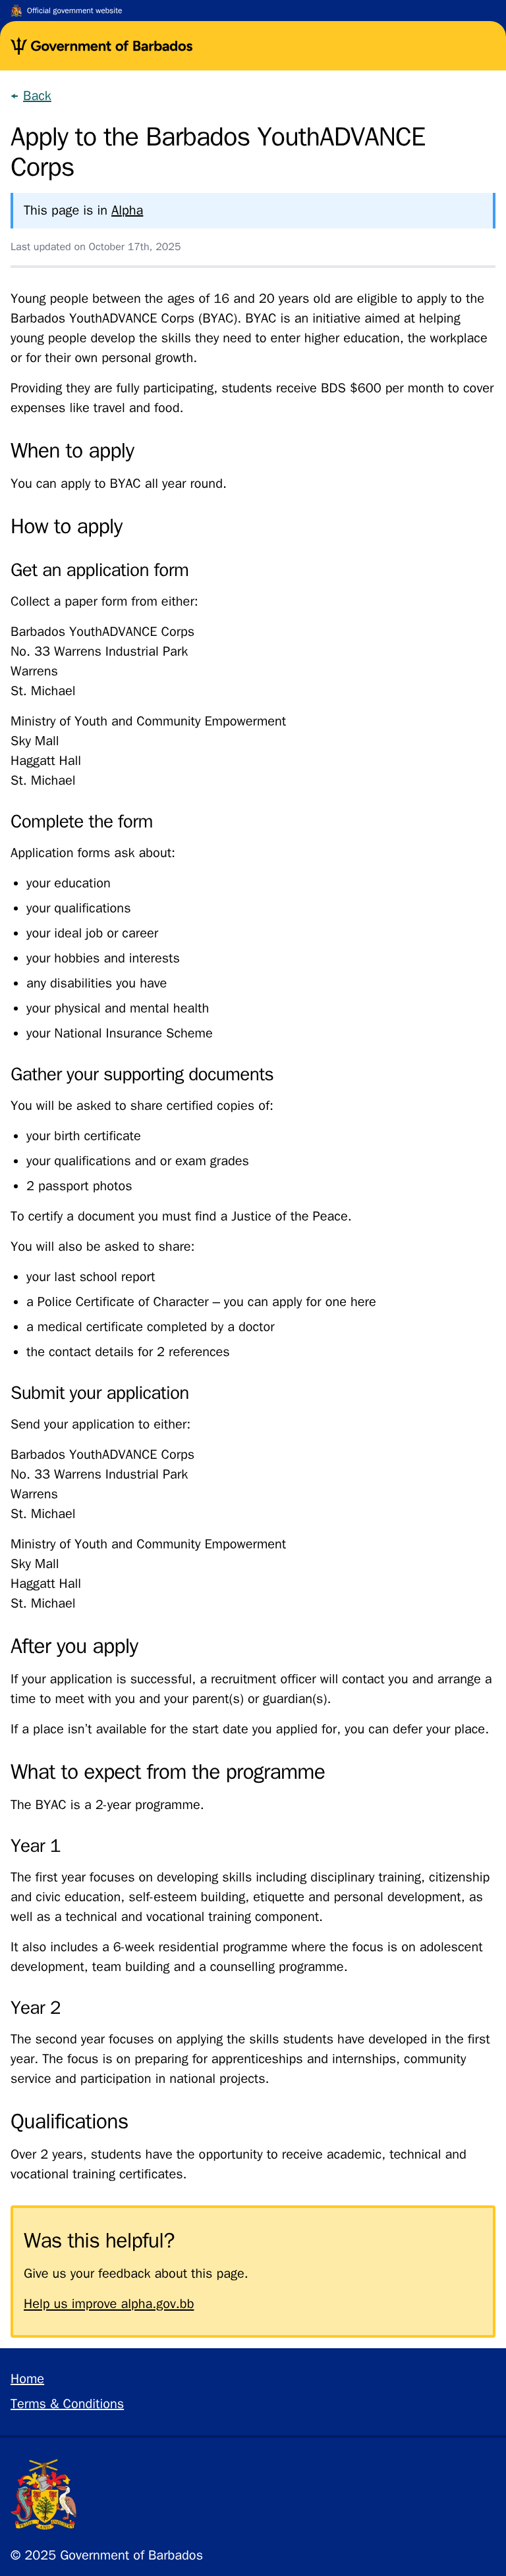 Official government website
Government of Barbados
← Back
Apply to the Barbados YouthADVANCE
Corps
This page is in Alpha
Last updated on October 17th, 2025
Young people between the ages of 16 and 20 years old are eligible to apply to the
Barbados YouthADVANCE Corps (BYAC). BYAC is an initiative aimed at helping
young people develop the skills they need to enter higher education, the workplace
or for their own personal growth.
Providing they are fully participating, students receive BDS $600 per month to cover
expenses like travel and food.
When to apply
You can apply to BYAC all year round.
How to apply
Get an application form
Collect a paper form from either:
Barbados YouthADVANCE Corps
No. 33 Warrens Industrial Park
Warrens
St. Michael
Ministry of Youth and Community Empowerment
Sky Mall
Haggatt Hall
St. Michael
Complete the form
Application forms ask about:
• your education
• your qualifications
• your ideal job or career
• your hobbies and interests
• any disabilities you have
• your physical and mental health
• your National Insurance Scheme
Gather your supporting documents
You will be asked to share certified copies of:
• your birth certificate
• your qualifications and or exam grades
• 2 passport photos
To certify a document you must find a Justice of the Peace.
You will also be asked to share:
• your last school report
• a Police Certificate of Character – you can apply for one here
• a medical certificate completed by a doctor
• the contact details for 2 references
Submit your application
Send your application to either:
Barbados YouthADVANCE Corps
No. 33 Warrens Industrial Park
Warrens
St. Michael
Ministry of Youth and Community Empowerment
Sky Mall
Haggatt Hall
St. Michael
After you apply
If your application is successful, a recruitment officer will contact you and arrange a
time to meet with you and your parent(s) or guardian(s).
If a place isn't available for the start date you applied for, you can defer your place.
What to expect from the programme
The BYAC is a 2-year programme.
Year 1
The first year focuses on developing skills including disciplinary training, citizenship
and civic education, self-esteem building, etiquette and personal development, as
well as a technical and vocational training component.
It also includes a 6-week residential programme where the focus is on adolescent
development, team building and a counselling programme.
Year 2
The second year focuses on applying the skills students have developed in the first
year. The focus is on preparing for apprenticeships and internships, community
service and participation in national projects.
Qualifications
Over 2 years, students have the opportunity to receive academic, technical and
vocational training certificates.
Was this helpful?
Give us your feedback about this page.
Help us improve alpha.gov.bb
Home
Terms & Conditions
© 2025 Government of Barbados